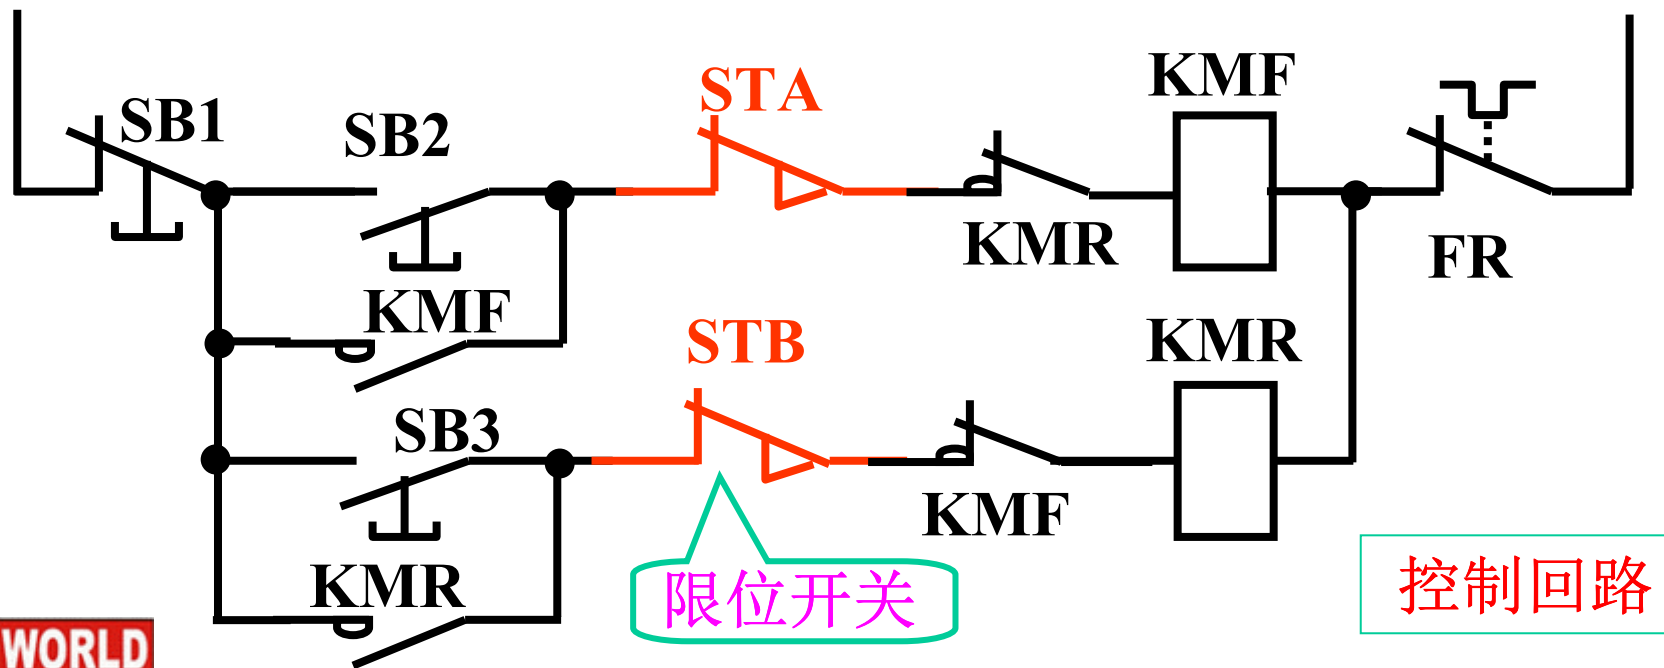 SB1
SB2
STA
KMF
KMR
FR
KMF
STB
KMR
SB3
KMF
KMR
限位开关
控制回路
WORLD